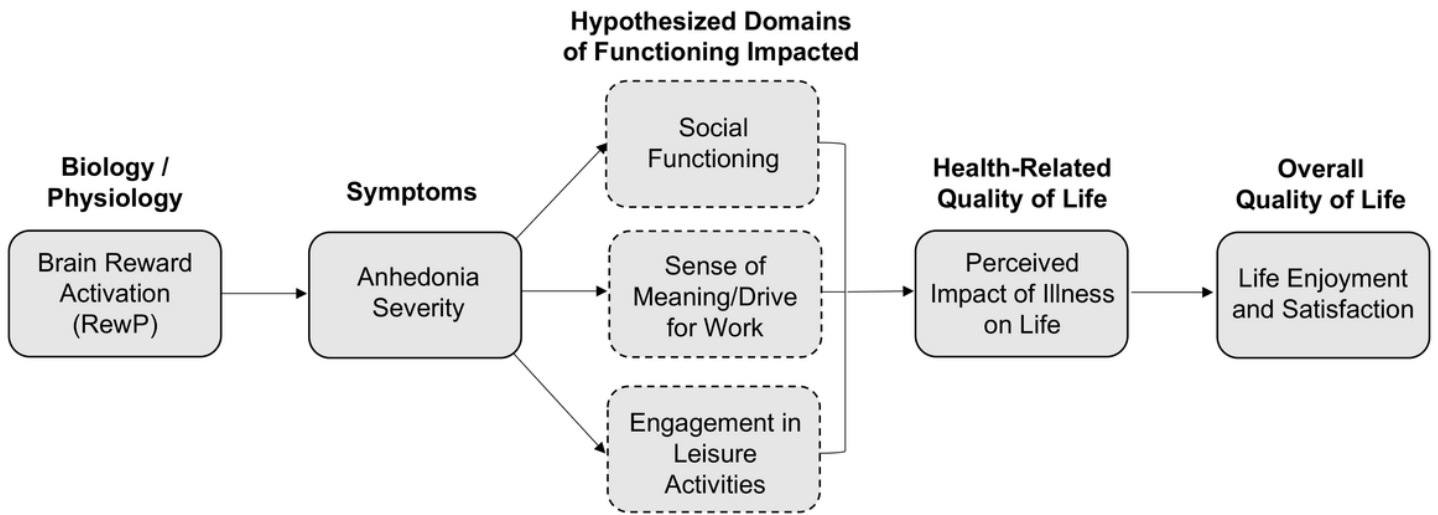 Biology /
Physiology
Brain Reward
Activation
(RewP)
Symptoms
Anhedonia
Severity
Hypothesized Domains
of Functioning Impacted
Social
Functioning
Sense of
Meaning/Drive
for Work
Engagement in
Leisure
Activities
Health-Related
Quality of Life
Perceived
Impact of Illness
on Life
Overall
Quality of Life
Life Enjoyment
and Satisfaction